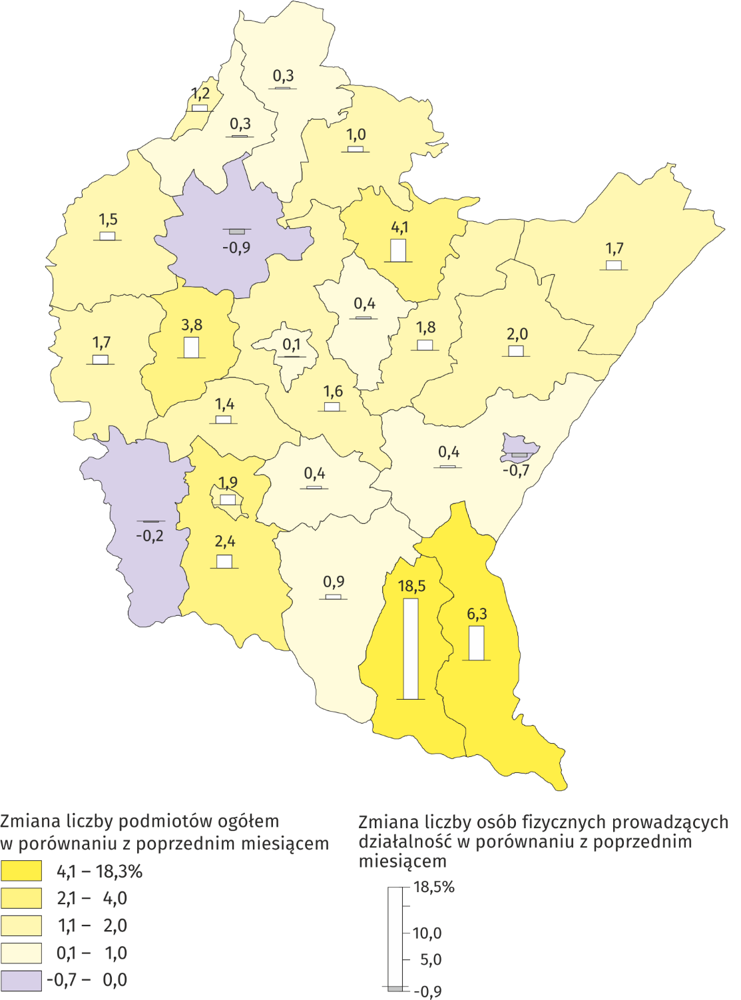 0,3
1,2
0,3
1,0
1,5
-0,9
4,1
1,7
0,4
3,8
1,8
2,0
1,7
0,1
1,6
1,4
0,4
-0,7
0,4
1,9
-0,2
2,4
0,9
18,5
6,3
Zmiana liczby podmiotów ogółem
w porównaniu z poprzednim miesiącem
4,1 – 18,3%
2,1 – 4,0
1,1 – 2,0
0,1 – 1,0
-0,7 – 0,0
Zmiana liczby osób fizycznych prowadzących
działalność w porównaniu z poprzednim
miesiącem
18,5%
10,0
5,0
-0,9